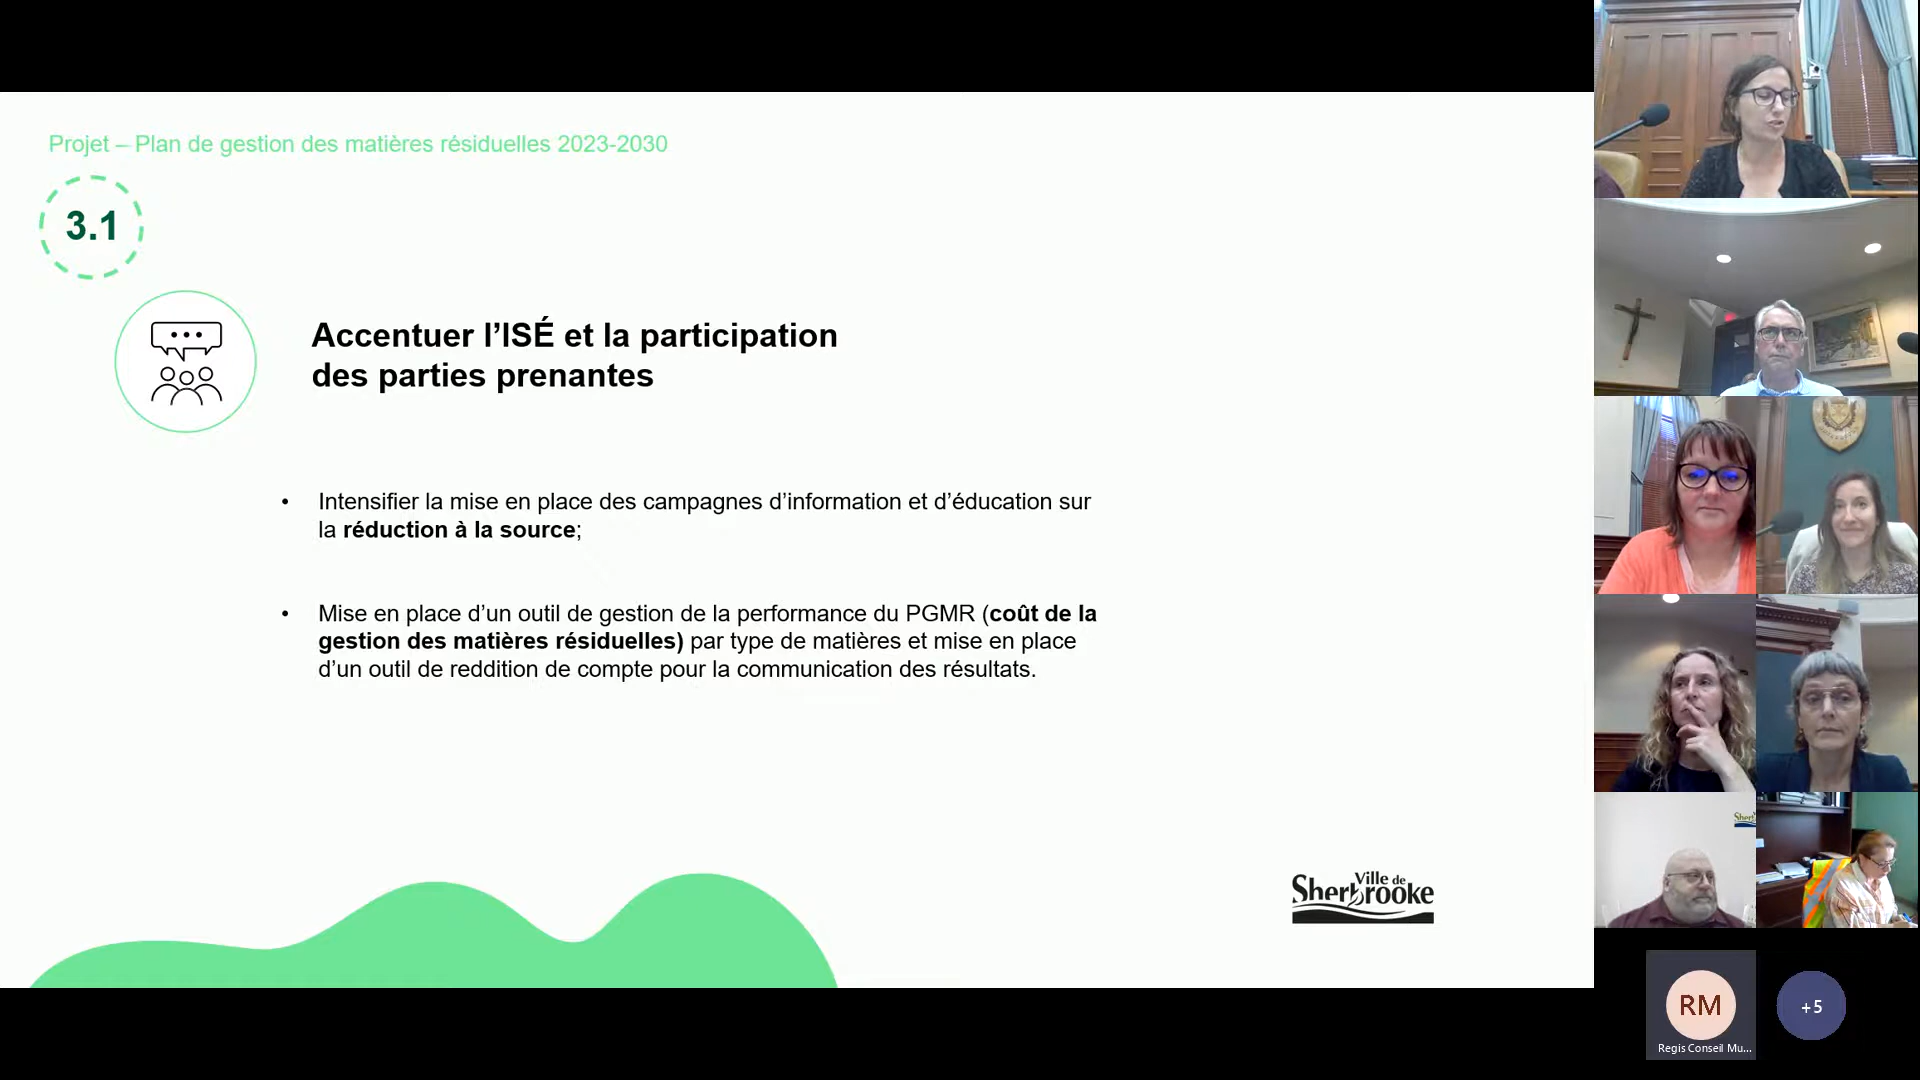 Projet – Plan de gestion des matières résiduelles 2023-2030
3.1
Accentuer l’ISÉ et la participation
des parties prenantes
• Intensifier la mise en place des campagnes d’information et d’éducation sur
la réduction à la source;
• Mise en place d’un outil de gestion de la performance du PGMR (coût de la
gestion des matières résiduelles) par type de matières et mise en place
d’un outil de reddition de compte pour la communication des résultats.
Ville de
Sherbrooke
RM
+5
Regis Conseil Mu...